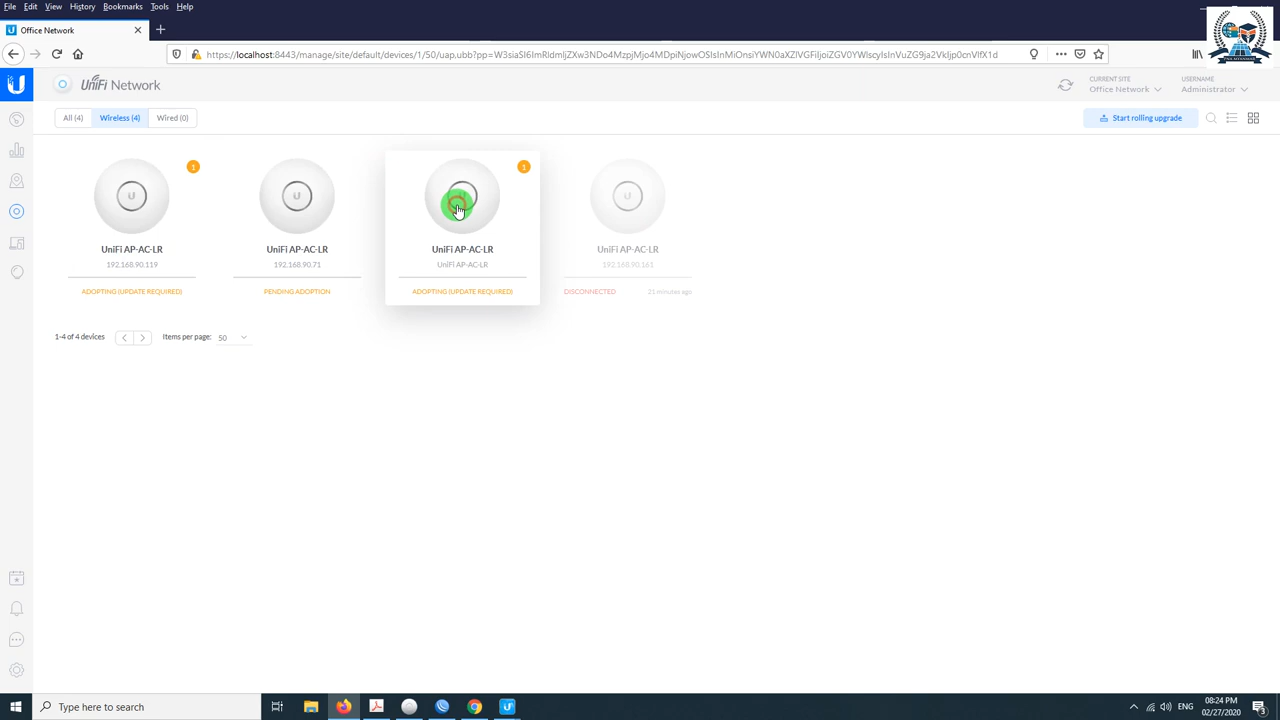 File Edit View History Bookmarks Tools Help
Office Network
https://localhost:8443/manage/site/default/devices/1/50/uap,ubb?pp=
UniFi Network
CURRENT SITE
Office Network
USERNAME
Administrator
All (4) Wireless (4) Wired (0)
Start rolling upgrade
1
1
UniFi AP-AC-LR
192.168.90.119
ADOPTING (UPDATE REQUIRED)
UniFi AP-AC-LR
192.168.90.71
PENDING ADOPTION
UniFi AP-AC-LR
UniFi AP-AC-LR
ADOPTING (UPDATE REQUIRED)
UniFi AP-AC-LR
192.168.90.161
DISCONNECTED 21 minutes ago
1-4 of 4 devices Items per page: 50
Type here to search
ENG
08:24 PM
02/27/2020
3